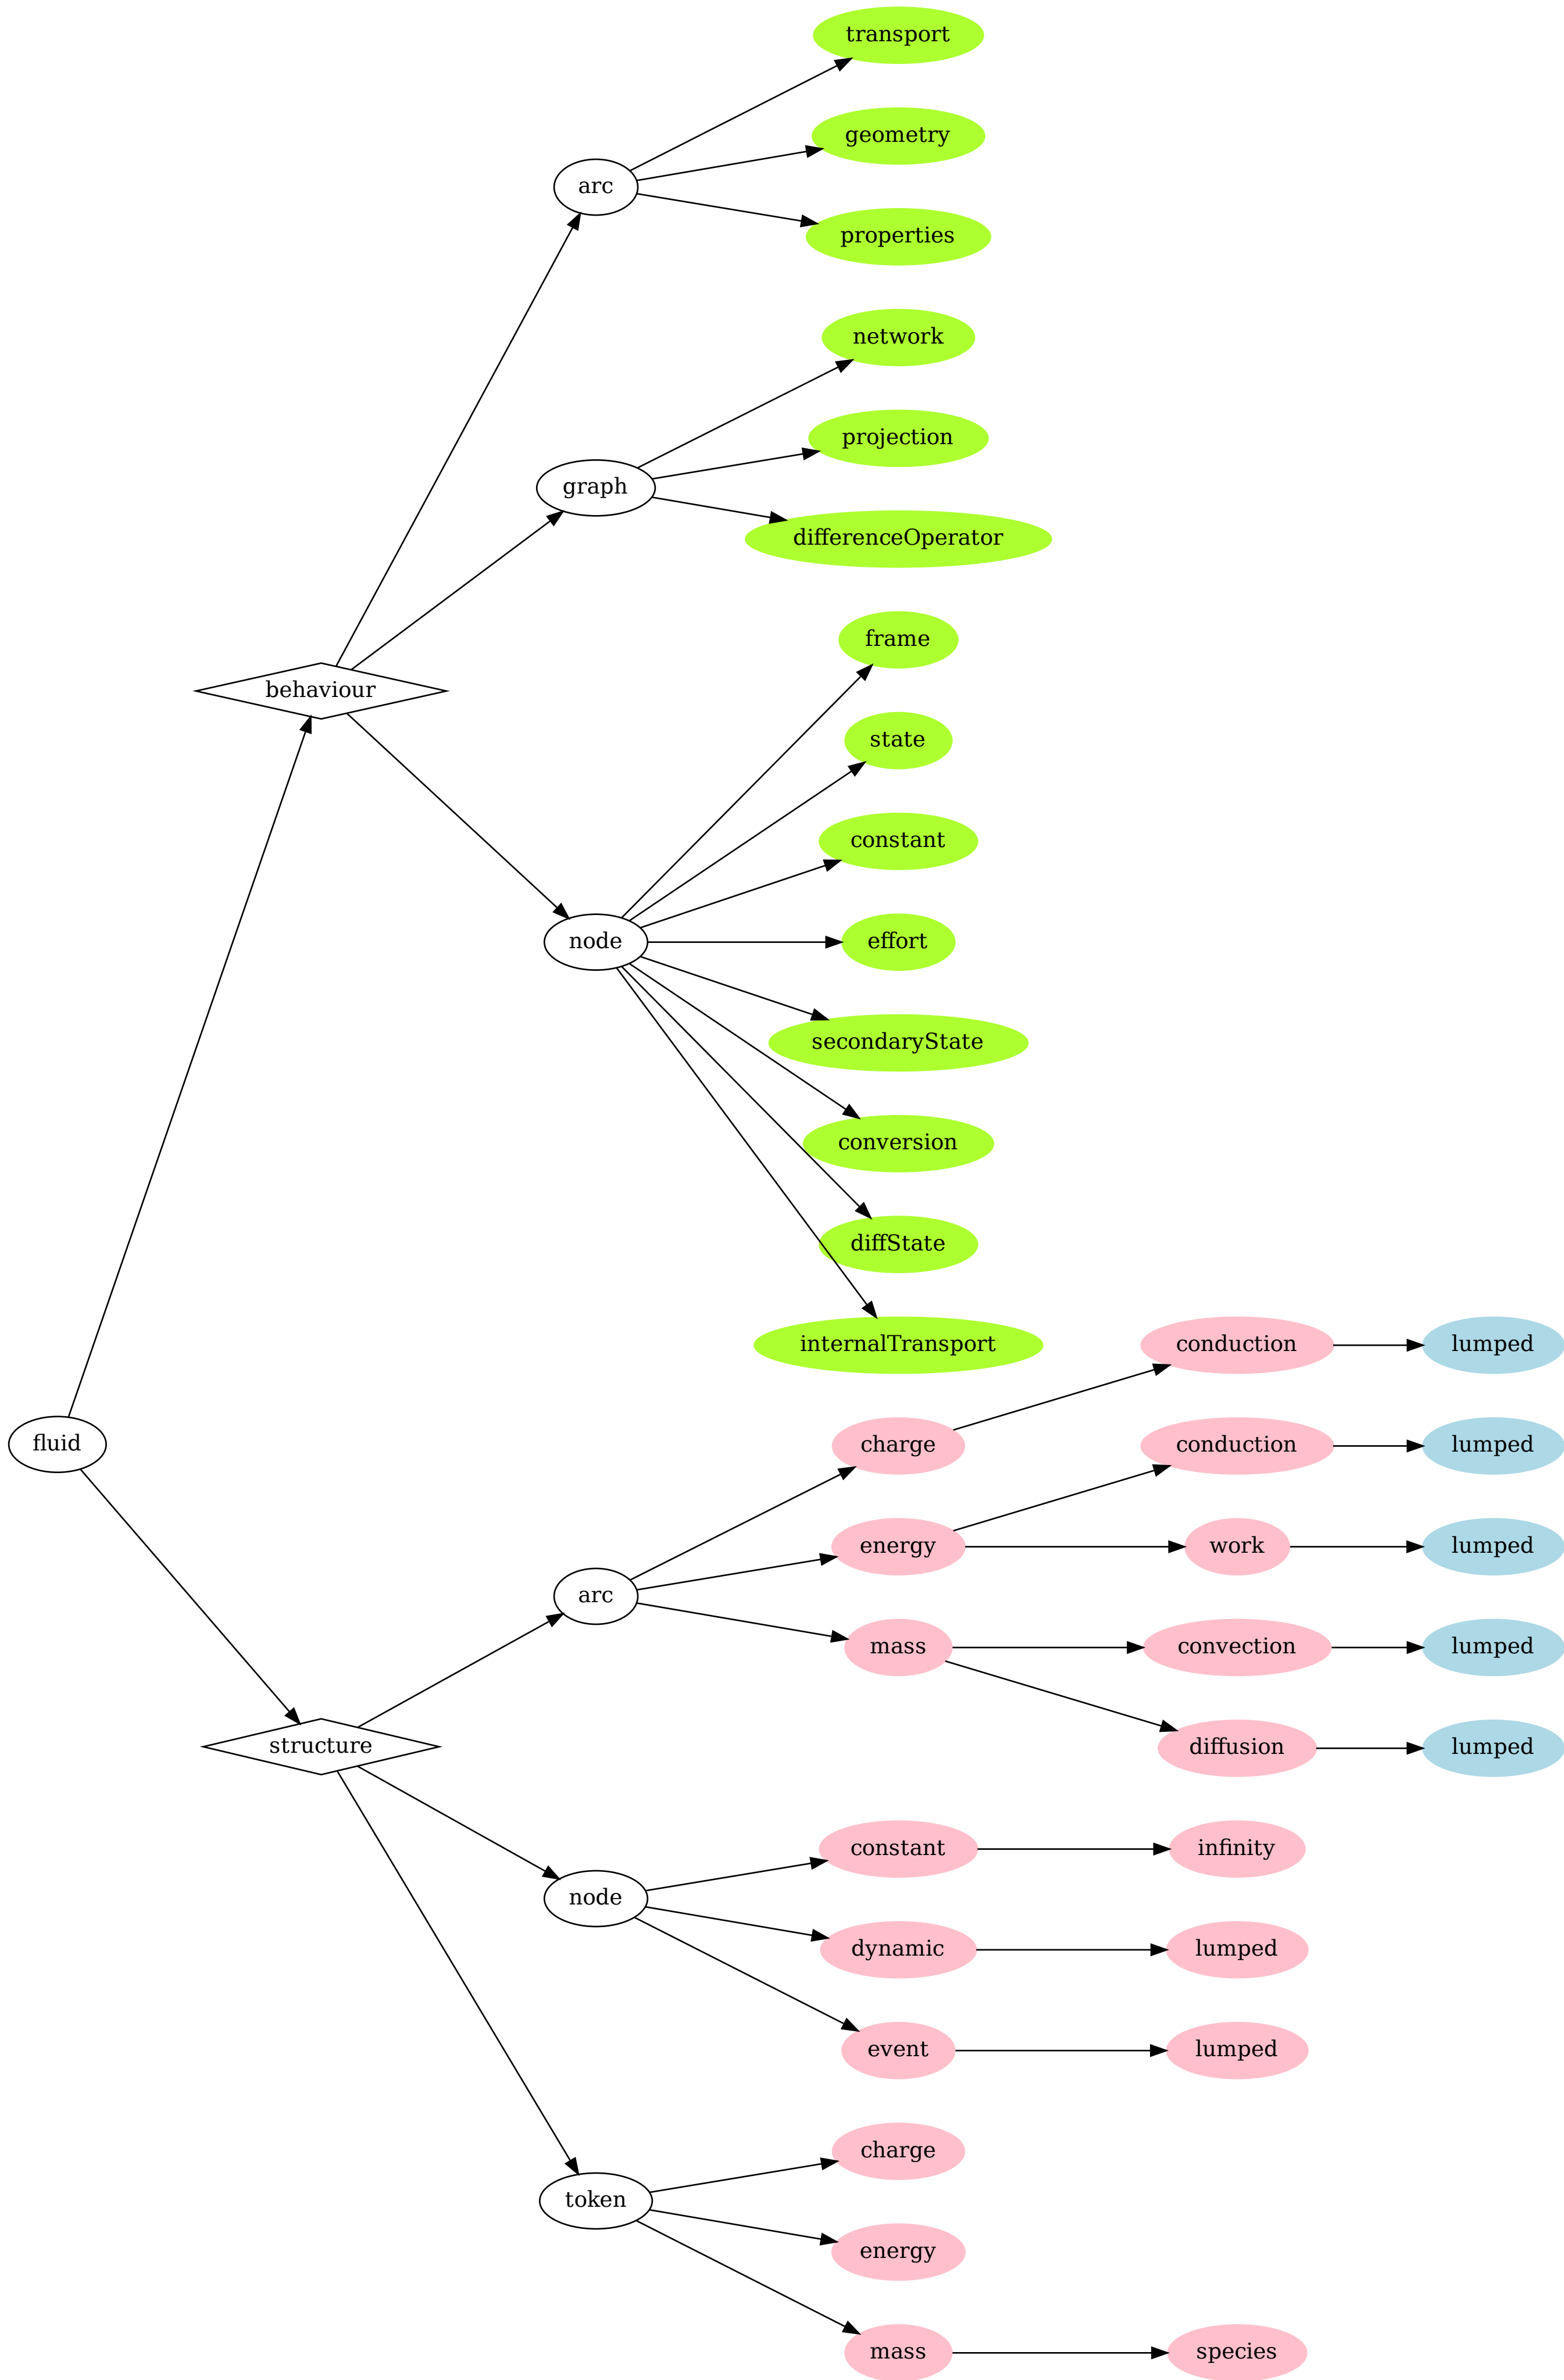 transport
geometry
arc
properties
network
projection
graph
differenceOperator
frame
behaviour
state
constant
node
effort
secondaryState
conversion
diffState
internalTransport
conduction
lumped
fluid
charge
conduction
lumped
energy
work
lumped
arc
mass
convection
lumped
structure
diffusion
lumped
constant
infinity
node
dynamic
lumped
event
lumped
charge
token
energy
mass
species